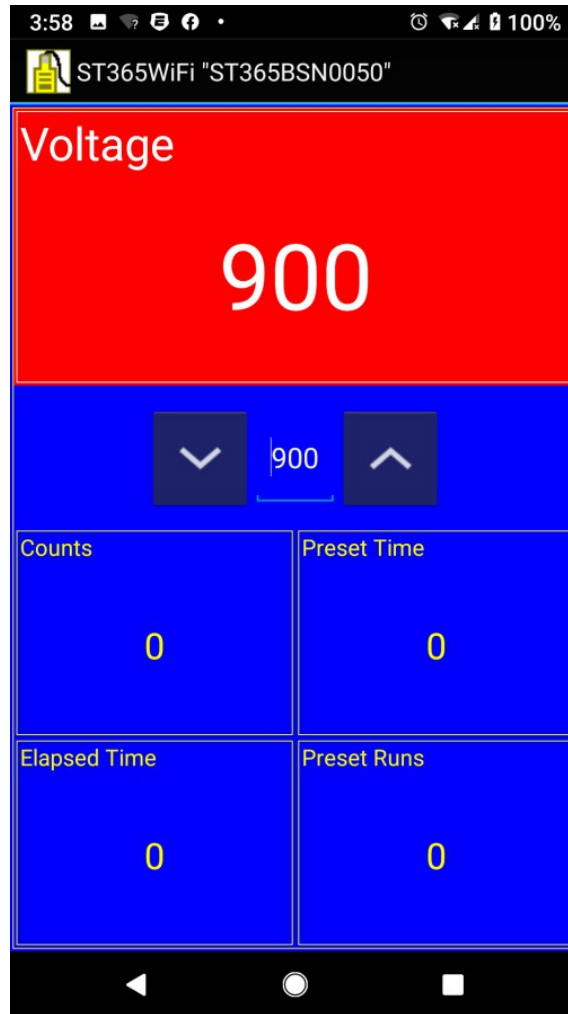 3:58 100%
ST365WiFi "ST365BSN0050"
Voltage
900
900
Counts Preset Time
0 0
Elapsed Time Preset Runs
0 0